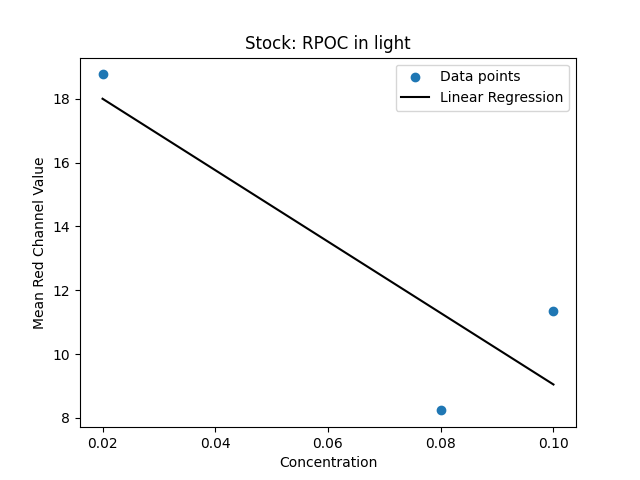 Stock: RPOC in light
Data points
Linear Regression
Mean Red Channel Value
18
16
14
12
10
8
0.02 0.04 0.06 0.08 0.10
Concentration